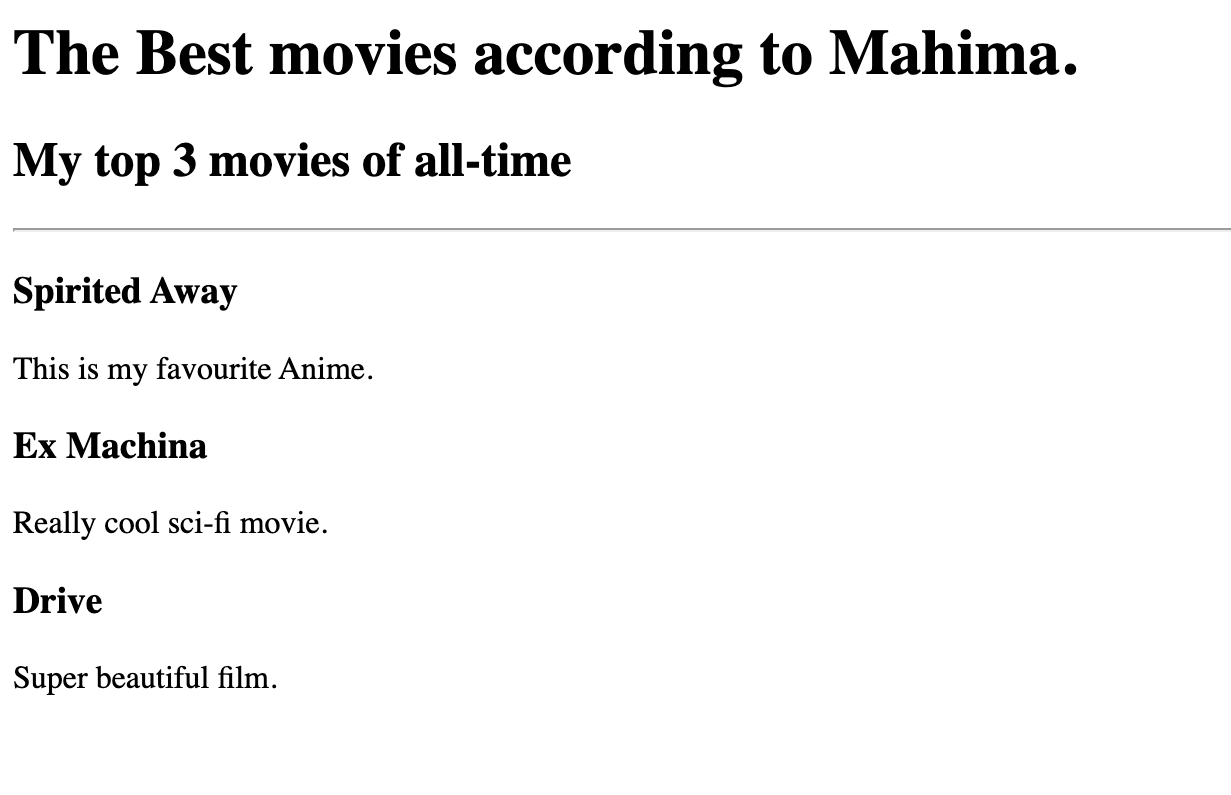 The Best movies according to Mahima.
My top 3 movies of all-time
Spirited Away
This is my favourite Anime.
Ex Machina
Really cool sci-fi movie.
Drive
Super beautiful film.